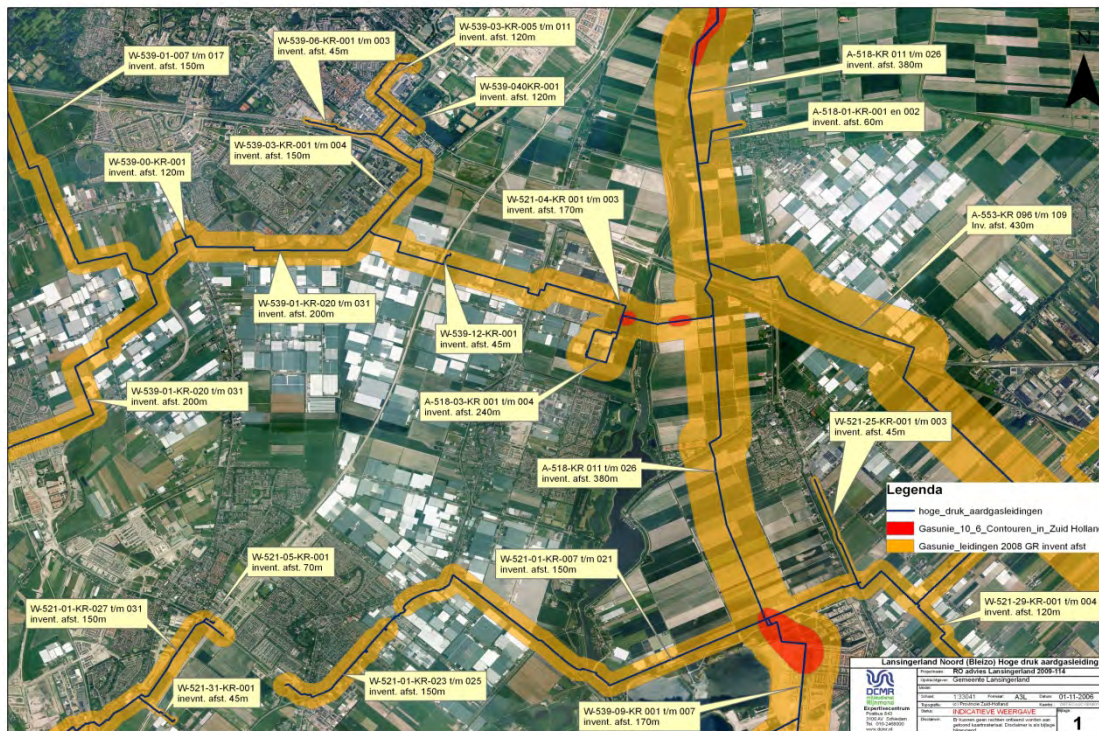 W-539-01-007 t/m 017
invent. afst. 150m
W-539-06-KR-001 t/m 003
invent. afst. 45m
W-539-03-KR-005 t/m 011
invent. afst. 120m
W-539-040KR-001
invent. afst. 120m
A-518-KR 011 t/m 026
invent. afst. 380m
N
A-518-01-KR-001 en 002
invent. afst. 60m
W-539-03-KR-001 t/m 004
invent. afst. 150m
W-539-00-KR-001
invent. afst. 120m
W-521-04-KR 001 t/m 003
invent. afst. 170m
A-553-KR 096 t/m 109
Inv. afst. 430m
W-539-01-KR-020 t/m 031
invent. afst. 200m
W-539-12-KR-001
invent. afst. 45m
W-539-01-KR-020 t/m 031
invent. afst. 200m
A-518-03-KR 001 t/m 004
invent. afst. 240m
W-521-25-KR-001 t/m 003
invent. afst. 45m
A-518-KR 011 t/m 026
invent. afst. 380m
Legenda
hoge_druk_aardgasleidingen
Gasunie_10_6_Contouren_in_Zuid Holland
Gasunie_leidingen 2008 GR invent afst
W-521-05-KR-001
invent. afst. 70m
W-521-01-KR-007 t/m 021
invent. afst. 150m
W-521-01-KR-027 t/m 031
invent. afst. 150m
W-521-29-KR-001 t/m 004
invent. afst. 120m
W-521-31-KR-001
invent. afst. 45m
W-521-01-KR-023 t/m 025
invent. afst. 150m
W-539-09-KR 001 t/m 007
invent. afst. 170m
Lansingerland Noord (Bleizo) Hoge druk aardgasleiding
RO advies Lansingerland 2009-114
Gemeente Lansingerland
1:33041 Formaat: A3L Datum: 01-11-2006
INDICATIEVE WEERGAVE
DCMR
milieudienst
Rijnmond
Expertisecentrum
1